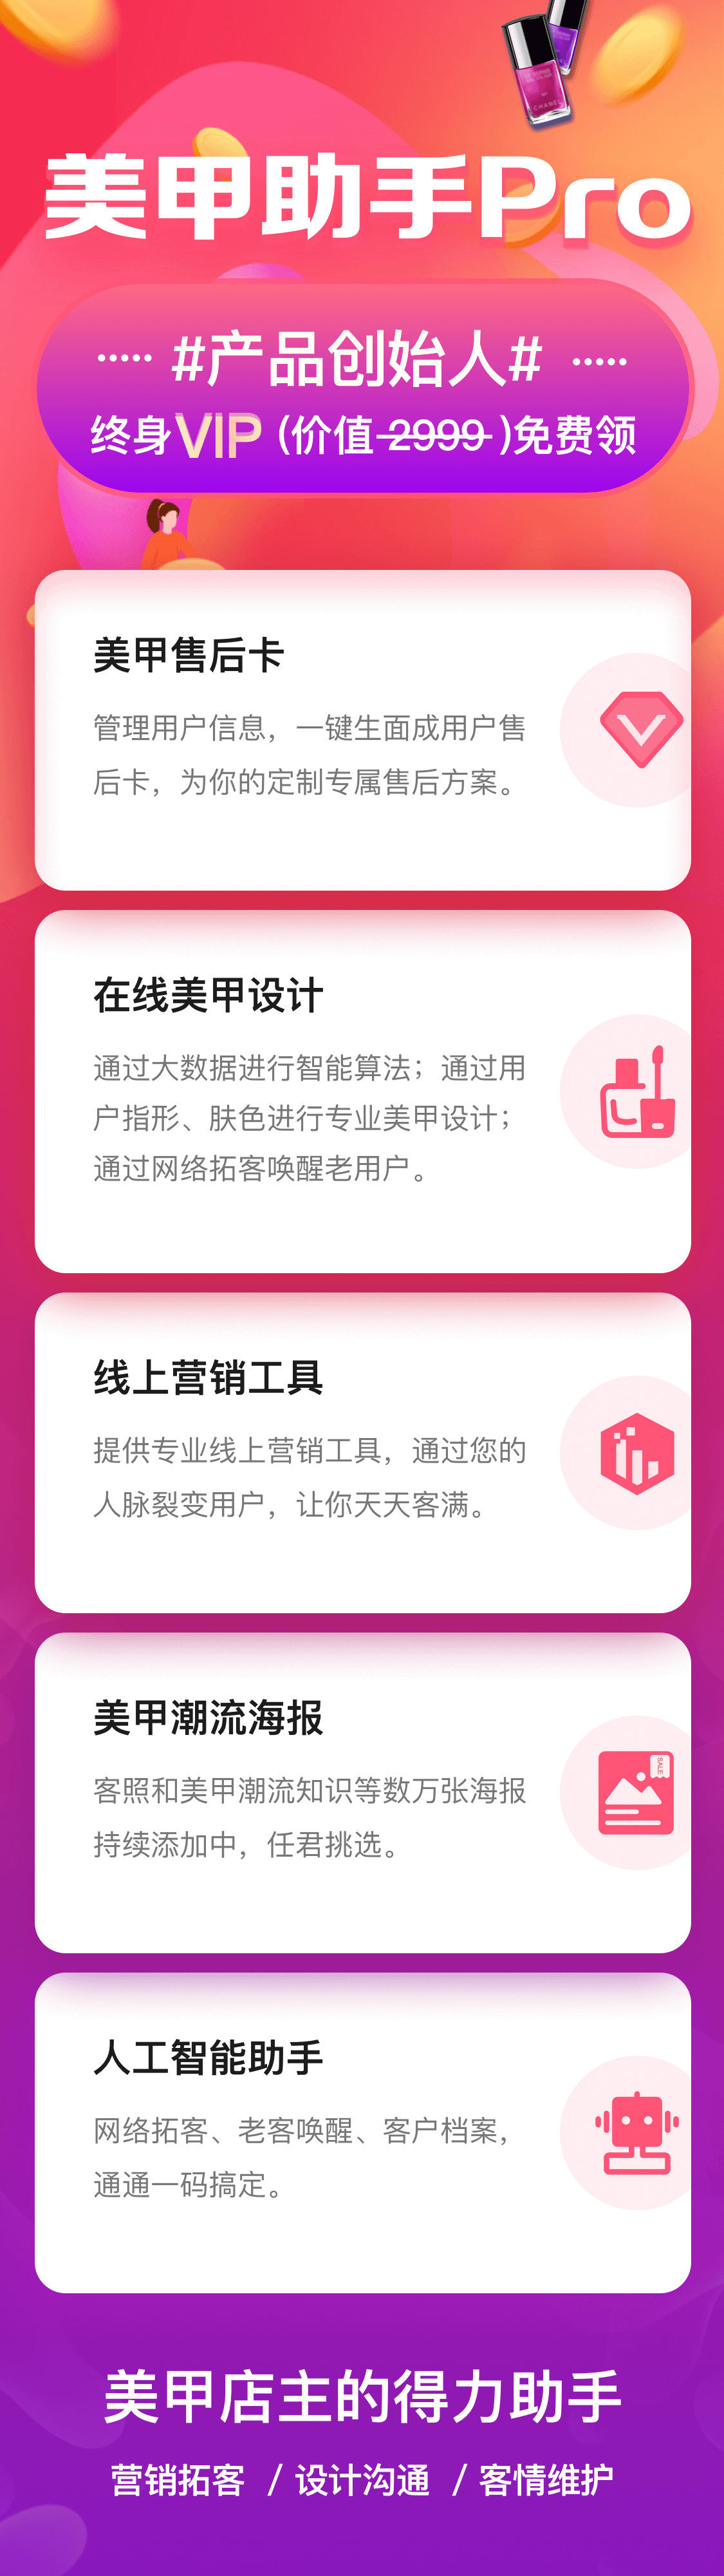 CHANEL
美甲助手Pro
#产品创始人#
终身VIP (价值 2999 )免费领
美甲售后卡
管理用户信息，一键生面成用户售
后卡，为你的定制专属售后方案。
在线美甲设计
通过大数据进行智能算法；通过用
户指形、肤色进行专业美甲设计；
通过网络拓客唤醒老用户。
线上营销工具
提供专业线上营销工具，通过您的
人脉裂变用户，让你天天客满。
美甲潮流海报
SALE
客照和美甲潮流知识等数万张海报
持续添加中，任君挑选。
人工智能助手
网络拓客、老客唤醒、客户档案，
通通一码搞定。
美甲店主的得力助手
营销拓客 / 设计沟通 / 客情维护